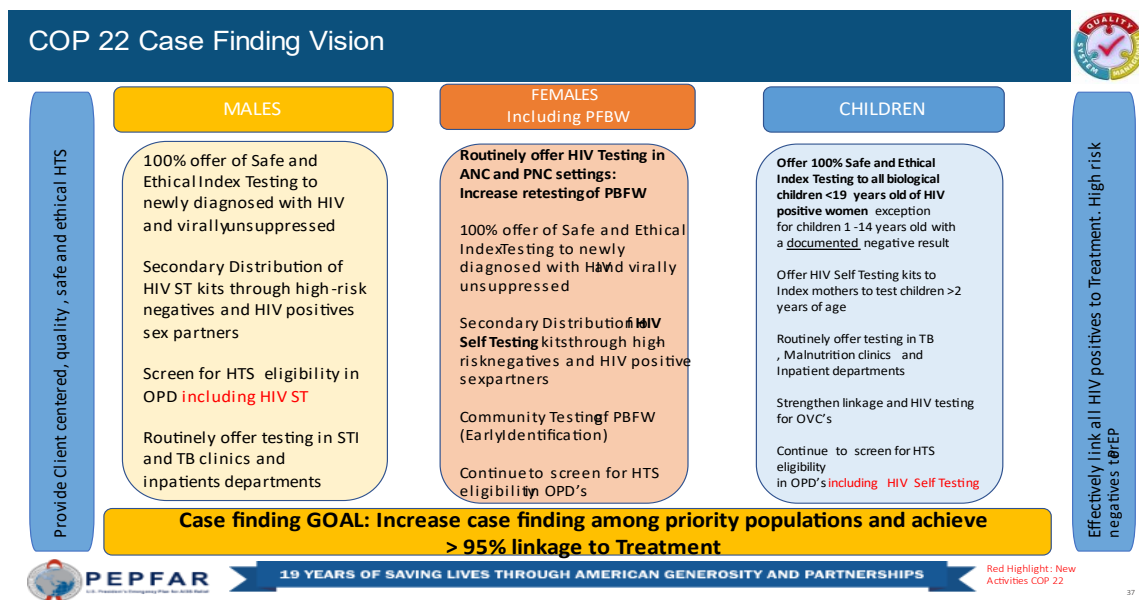 COP 22 Case Finding Vision
QUALITY
SYSTEM
Provide Client centered, quality , safe and ethical HTS
MALES
100% offer of Safe and
Ethical Index Testing to
newly diagnosed with HIV
and virally unsuppressed
Secondary Distribution of
HIV ST kits through high-risk
negatives and HIV positives
sex partners
Screen for HTS eligibility in
OPD including HIV ST
Routinely offer testing in STI
and TB clinics and
inpatients departments
FEMALES
Including PFBW
Routinely offer HIV Testing in
ANC and PNC settings:
Increase retesting of PBFW
100% offer of Safe and Ethical
Index Testing to newly
diagnosed with HIV and virally
unsuppressed
Secondary Distribution of HIV
Self Testing kits through high-
risk negatives and HIV positive
sex partners
Community Testing of PBFW
(Early Identification)
Continue to screen for HTS
eligibility in OPD's
CHILDREN
Offer 100% Safe and Ethical
Index Testing to all biological
children <19 years old of HIV
positive women exception
for children 1 -14 years old with
a documented negative result
Offer HIV Self Testing kits to
Index mothers to test children >2
years of age
Routinely offer testing in TB
, Malnutrition clinics and
Inpatient departments
Strengthen linkage and HIV testing
for OVC's
Continue to screen for HTS
eligibility
in OPD's including HIV Self Testing
Effectively link all HIV positives to Treatment. High risk
negatives to PrEP
Case finding GOAL: Increase case finding among priority populations and achieve
> 95% linkage to Treatment
PEPFAR
U.S. President's Emergency Plan for AIDS Relief
19 YEARS OF SAVING LIVES THROUGH AMERICAN GENEROSITY AND PARTNERSHIPS
Red Highlight: New
Activities COP 22
37